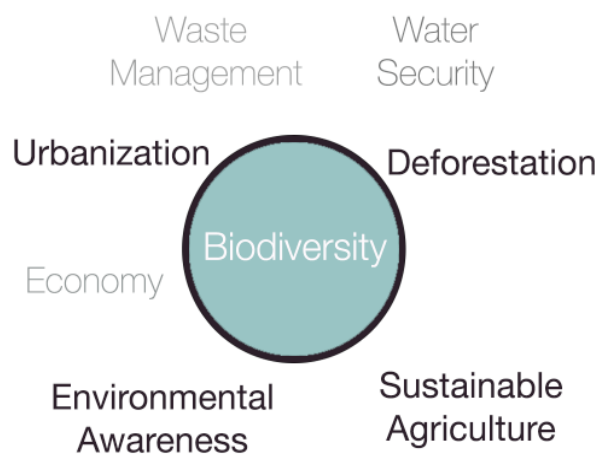 Waste
Management
Water
Security
Urbanization
Deforestation
Biodiversity
Economy
Environmental
Awareness
Sustainable
Agriculture